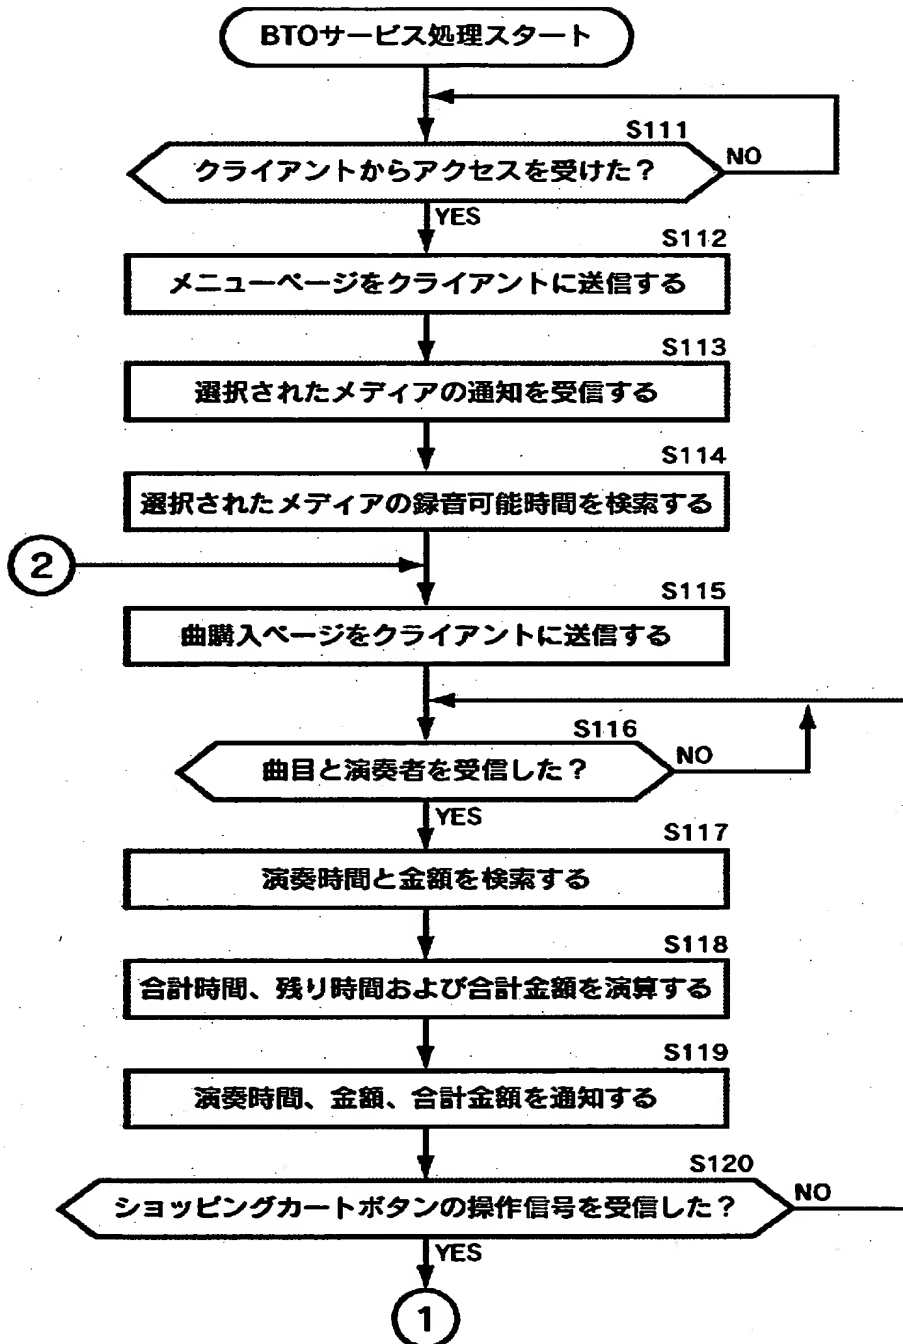 BTOサービス処理スタート
S111
クライアントからアクセスを受けた？
NO
YES
S112
メニューページをクライアントに送信する
S113
選択されたメディアの通知を受信する
S114
選択されたメディアの録音可能時間を検索する
2
S115
曲購入ページをクライアントに送信する
S116
曲目と演奏者を受信した？
NO
YES
S117
演奏時間と金額を検索する
S118
合計時間、残り時間および合計金額を演算する
S119
演奏時間、金額、合計金額を通知する
S120
ショッピングカートボタンの操作信号を受信した？
NO
YES
1